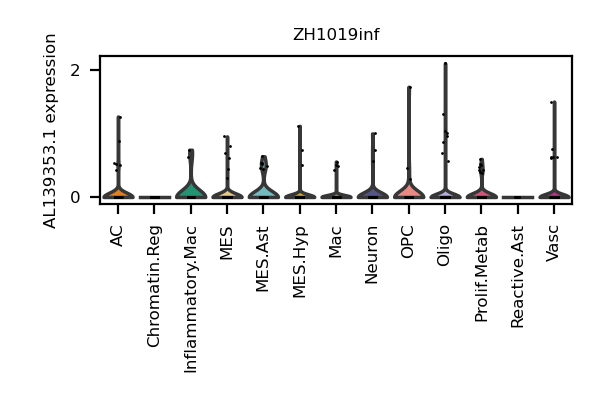 ZH1019inf
AL139353.1 expression
2
0
AC
Chromatin.Reg
Inflammatory.Mac
MES
MES.Ast
MES.Hyp
Mac
Neuron
OPC
Oligo
Prolif.Metab
Reactive.Ast
Vasc